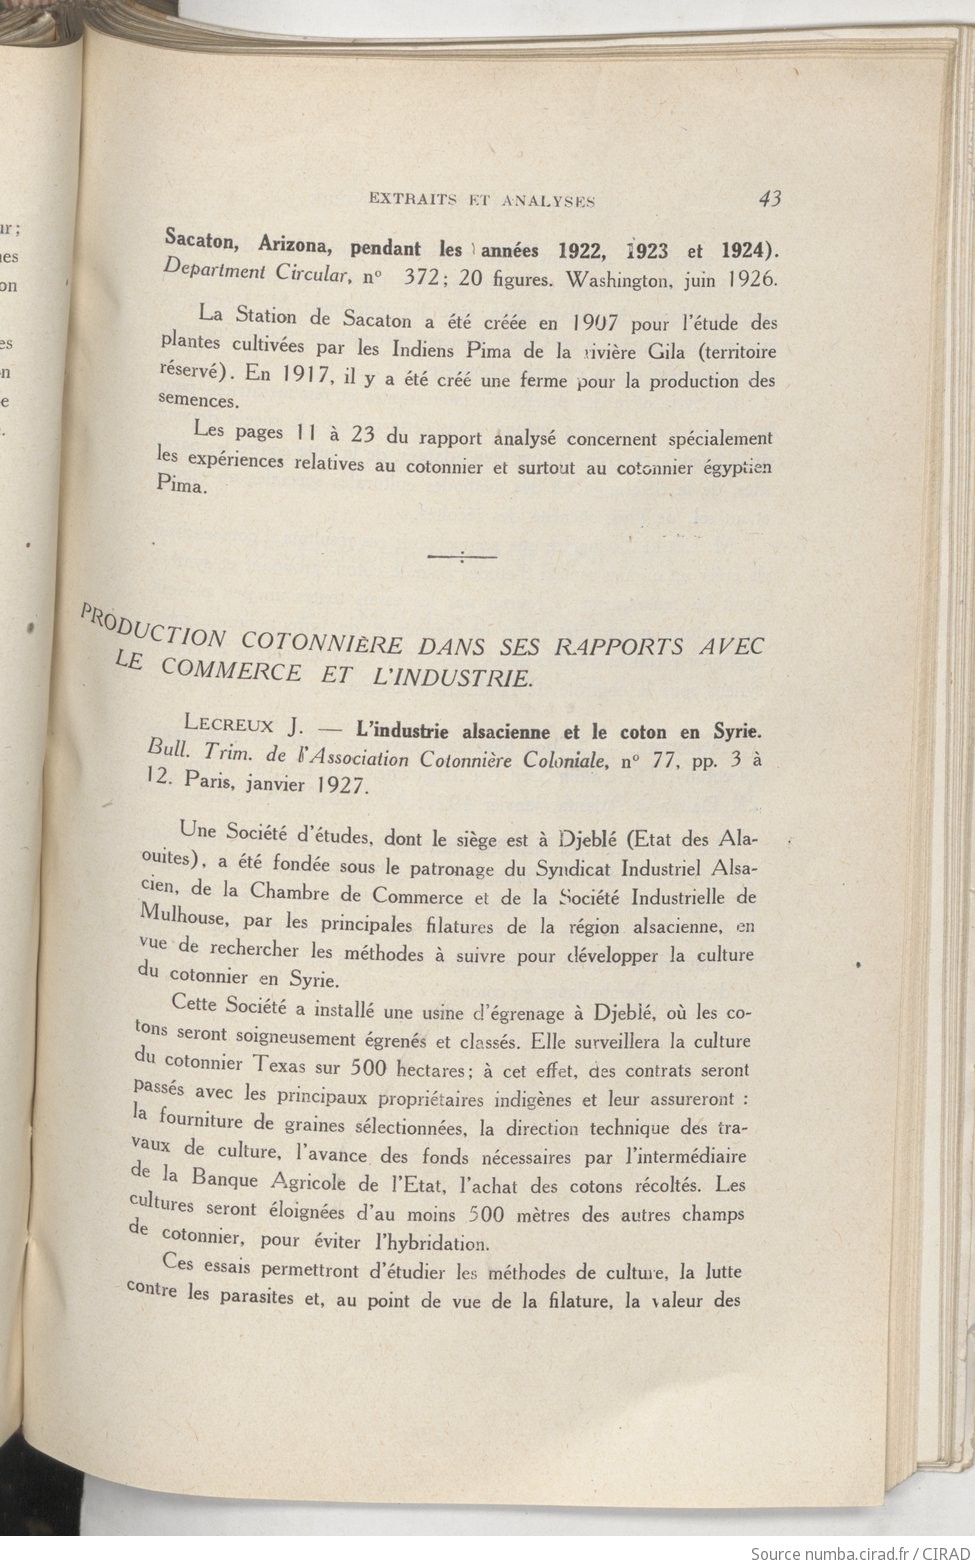 EXTRAITS ET ANALYSES 43
Sacaton, Arizona, pendant les années 1922, 1923 et 1924).
Department Circular, n° 372; 20 figures. Washington, juin 1926.
La Station de Sacaton a été créée en 1907 pour l'étude des
plantes cultivées par les Indiens Pima de la rivière Gila (territoire
réservé). En 1917, il y a été créé une ferme pour la production des
semences.
Les pages 11 à 23 du rapport analysé concernent spécialement
les expériences relatives au cotonnier et surtout au cotonnier égyptien
Pima.
PRODUCTION COTONNIÈRE DANS SES RAPPORTS AVEC
LE COMMERCE ET L'INDUSTRIE.
LECREUX J. — L'industrie alsacienne et le coton en Syrie.
Bull. Trim. de l'Association Cotonnière Coloniale, n° 77, pp. 3 à
12. Paris, janvier 1927.
Une Société d'études, dont le siège est à Djeblé (Etat des Ala-
ouites), a été fondée sous le patronage du Syndicat Industriel Alsa-
cien, de la Chambre de Commerce et de la Société Industrielle de
Mulhouse, par les principales filatures de la région alsacienne, en
vue de rechercher les méthodes à suivre pour développer la culture
du cotonnier en Syrie.
Cette Société a installé une usine d'égrenage à Djeblé, où les co-
tons seront soigneusement égrenés et classés. Elle surveillera la culture
du cotonnier Texas sur 500 hectares; à cet effet, des contrats seront
passés avec les principaux propriétaires indigènes et leur assureront :
la fourniture de graines sélectionnées, la direction technique des tra-
vaux de culture, l'avance des fonds nécessaires par l'intermédiaire
de la Banque Agricole de l'Etat, l'achat des cotons récoltés. Les
cultures seront éloignées d'au moins 500 mètres des autres champs
de cotonnier, pour éviter l'hybridation.
Ces essais permettront d'étudier les méthodes de culture, la lutte
contre les parasites et, au point de vue de la filature, la valeur des
Source numba.cirad.fr / CIRAD